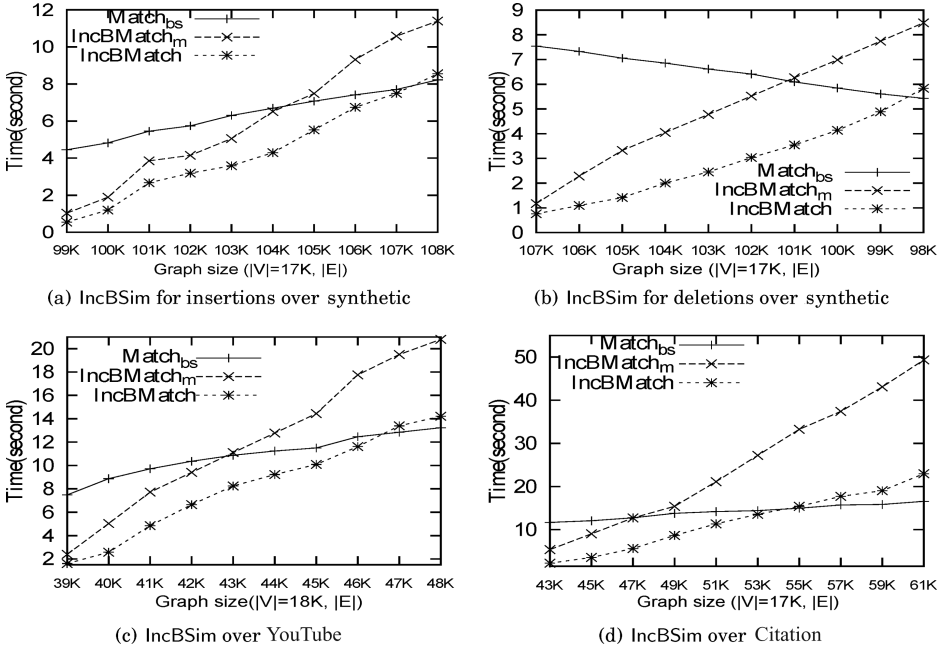 Time(second)
12
10
8
6
4
2
0
Match_bs
IncBMatch_m
IncBMatch
99K 100K 101K 102K 103K 104K 105K 106K 107K 108K
Graph size (|V|=17K, |E|)
(a) IncBSim for insertions over synthetic
Time(second)
9
8
7
6
5
4
3
2
1
0
Match_bs
IncBMatch_m
IncBMatch
107K 106K 105K 104K 103K 102K 101K 100K 99K 98K
Graph size (|V|=17K, |E|)
(b) IncBSim for deletions over synthetic
Time(second)
20
18
16
14
12
10
8
6
4
2
Match_bs
IncBMatch_m
IncBMatch
39K 40K 41K 42K 43K 44K 45K 46K 47K 48K
Graph size(|V|=18K, |E|)
(c) IncBSim over YouTube
Time(second)
50
40
30
20
10
Match_bs
IncBMatch_m
IncBMatch
43K 45K 47K 49K 51K 53K 55K 57K 59K 61K
Graph size (|V|=17K, |E|)
(d) IncBSim over Citation